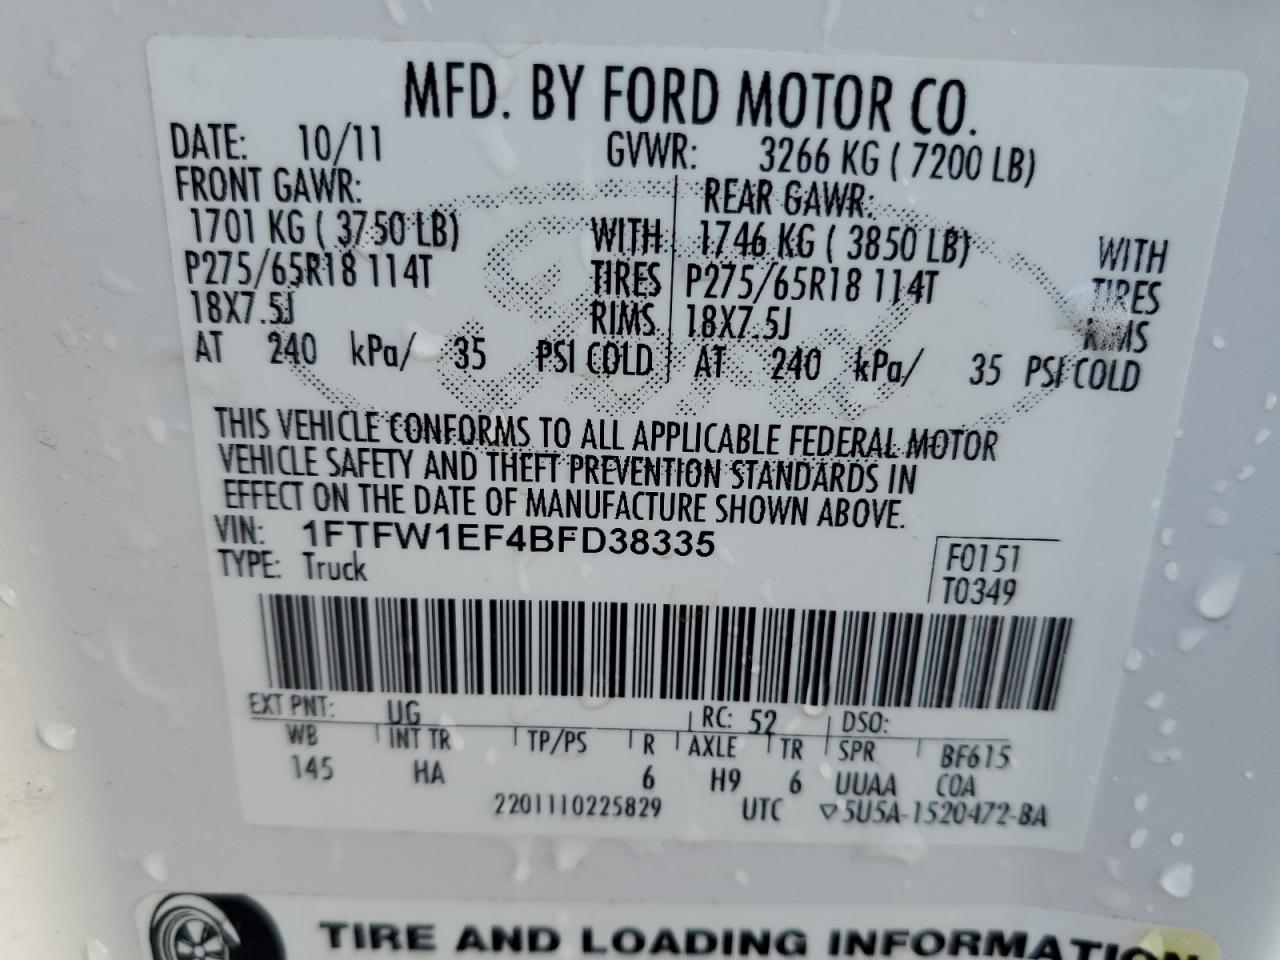 MFD. BY FORD MOTOR CO.
DATE: 10/11 GVWR: 3266 KG ( 7200 LB)
FRONT GAWR: REAR GAWR:
1701 KG ( 3750 LB) WITH 1746 KG ( 3850 LB) WITH
P275/65R18 114T TIRES P275/65R18 114T TIRES
18X7.5J RIMS 18X7.5J RIMS
AT 240 kPa/ 35 PSI COLD AT 240 kPa/ 35 PSI COLD
THIS VEHICLE CONFORMS TO ALL APPLICABLE FEDERAL MOTOR
VEHICLE SAFETY AND THEFT PREVENTION STANDARDS IN
EFFECT ON THE DATE OF MANUFACTURE SHOWN ABOVE.
VIN: 1FTFW1EF4BFD38335 F0151
TYPE: Truck T0349
EXT PNT: UG RC: 52 DSO:
WB INT TR TP/PS R AXLE TR SPR BF615
145 HA 6 H9 6 UUAA COA
2201110225829 UTC ▽5U5A-1520472-BA
TIRE AND LOADING INFORMATION